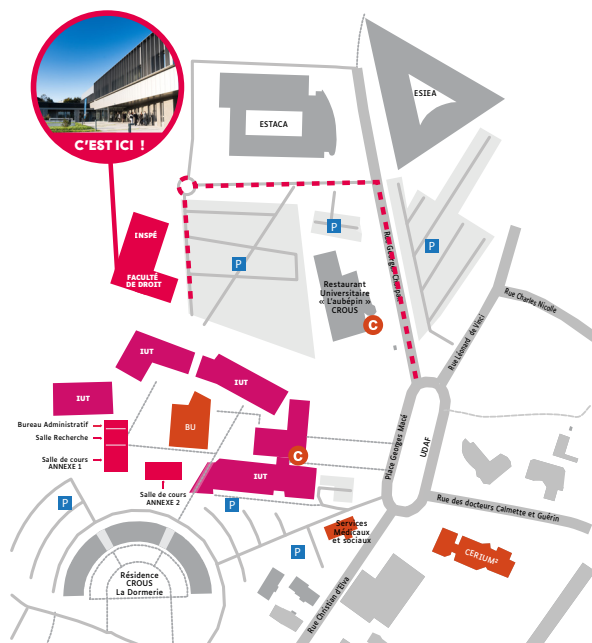 C'EST ICI !
ESTACA
ESIEA
INSPÉ
FACULTÉ
DE DROIT
P
P
P
Restaurant
Universitaire
« L'aubépin »
CROUS
C
Rue Léonard de Vinci
Rue Charles Nicolle
IUT
IUT
IUT
BU
Bureau Administratif
Salle Recherche
Salle de cours
ANNEXE 1
Salle de cours
ANNEXE 2
C
IUT
Place Georges Macé
UDAF
Rue des docteurs Calmette et Guérin
P
P
P
Services
Médicaux
et sociaux
CERIUM²
Résidence
CROUS
La Dormerie
Rue Christian d'Elva